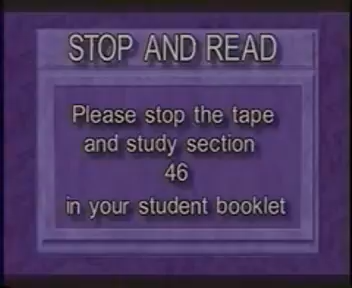 STOP AND READ
Please stop the tape
and study section
46
in your student booklet